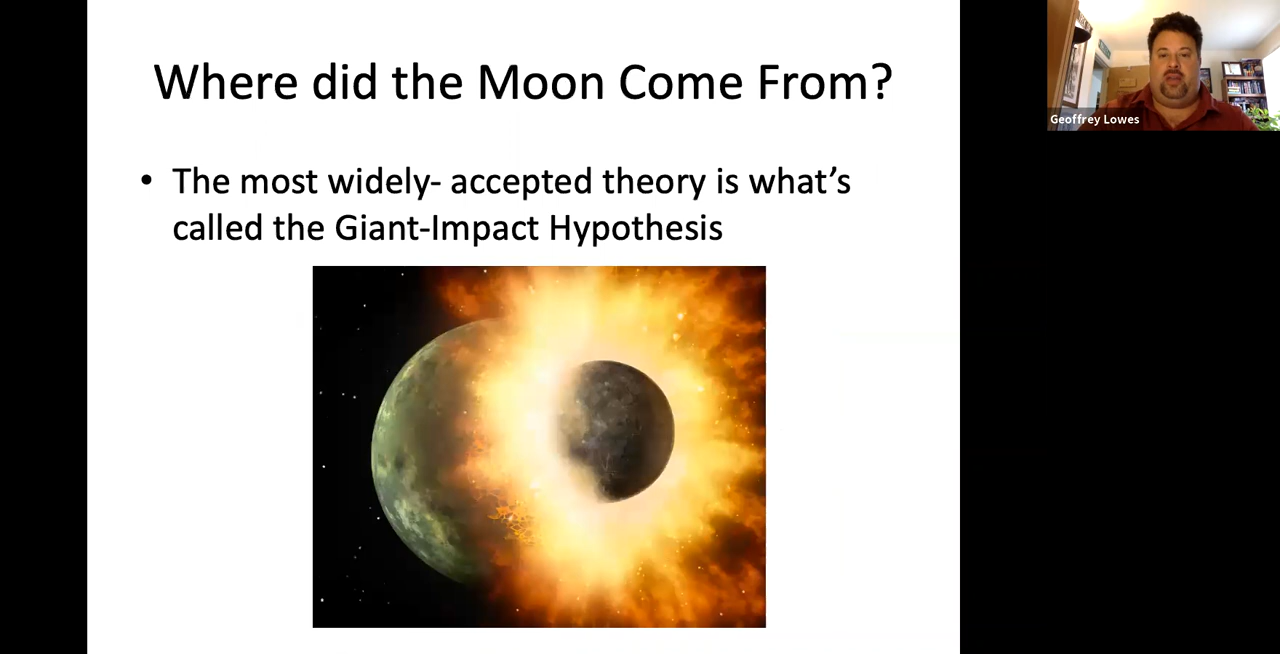 Where did the Moon Come From?
• The most widely- accepted theory is what’s
called the Giant-Impact Hypothesis
Geoffrey Lowes